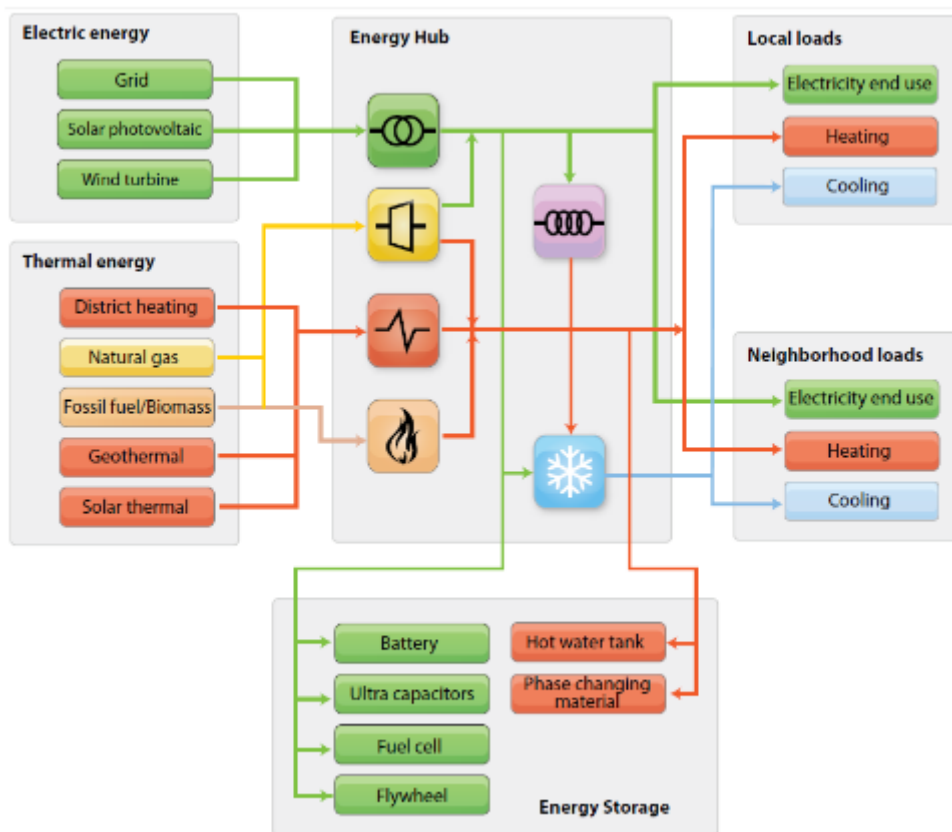 Electric energy
Grid
Solar photovoltaic
Wind turbine
Thermal energy
District heating
Natural gas
Fossil fuel/Biomass
Geothermal
Solar thermal
Energy Hub
Local loads
Electricity end use
Heating
Cooling
Neighborhood loads
Electricity end use
Heating
Cooling
Battery
Ultra capacitors
Fuel cell
Flywheel
Hot water tank
Phase changing
material
Energy Storage